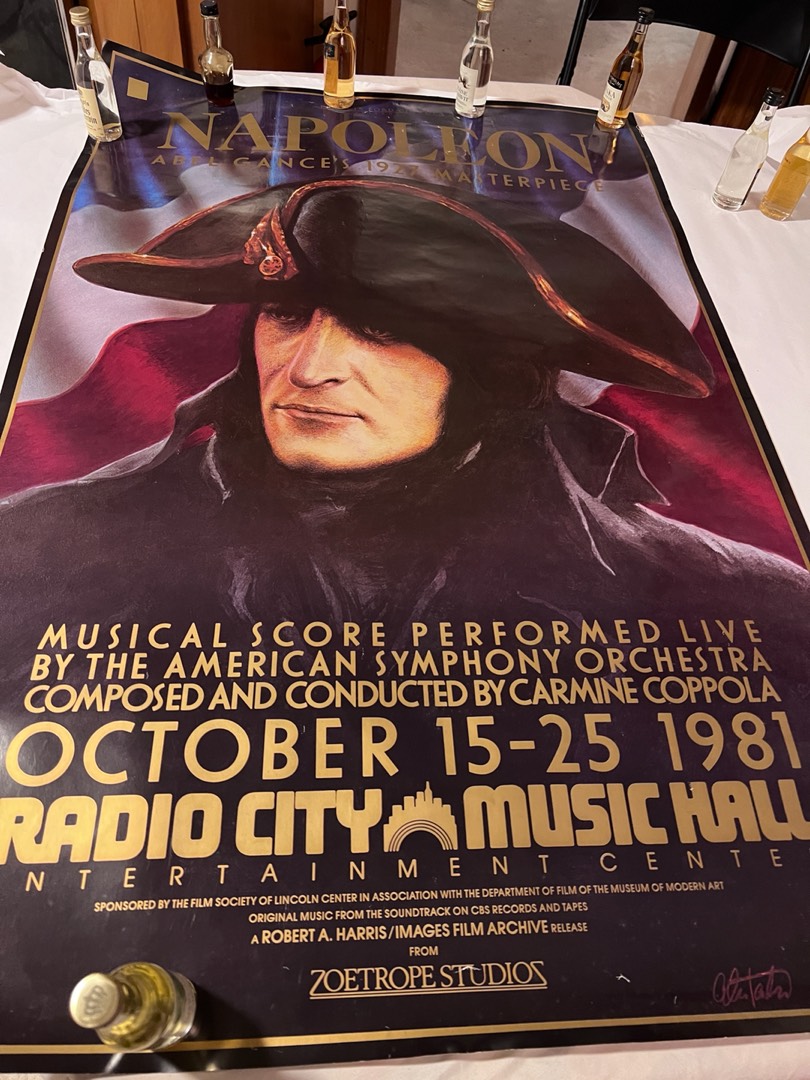 NAPOLEON
ABEL GANCE'S 1927 MASTERPIECE
MUSICAL SCORE PERFORMED LIVE
BY THE AMERICAN SYMPHONY ORCHESTRA
COMPOSED AND CONDUCTED BY CARMINE COPPOLA
OCTOBER 15-25 1981
RADIO CITY MUSIC HALL
NTERTAINMENT CENTE
SPONSORED BY THE FILM SOCIETY OF LINCOLN CENTER IN ASSOCIATION WITH THE DEPARTMENT OF FILM OF THE MUSEUM OF MODERN ART
ORIGINAL MUSIC FROM THE SOUNDTRACK ON CBS RECORDS AND TAPES
A ROBERT A. HARRIS/IMAGES FILM ARCHIVE RELEASE
FROM
ZOETROPE STUDIOS